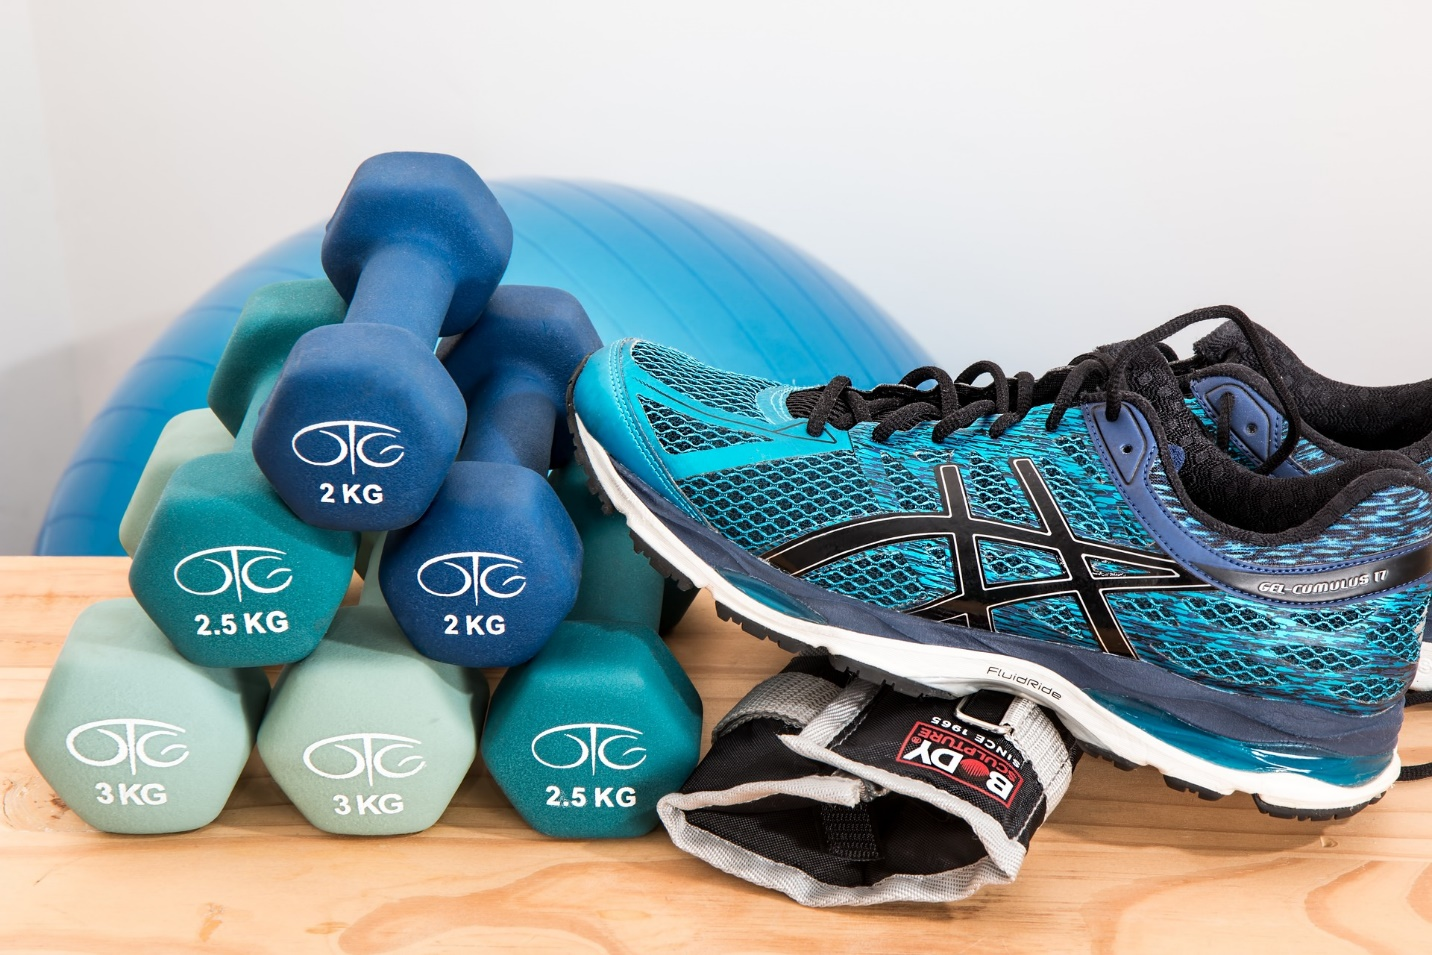 OTG
2 KG
OTG
2.5 KG
OTG
2 KG
OTG
3 KG
OTG
3 KG
OTG
2.5 KG
GEL-CUMULUS 17
FluidRide
BODY
SCULPTURE®
SINCE 1965